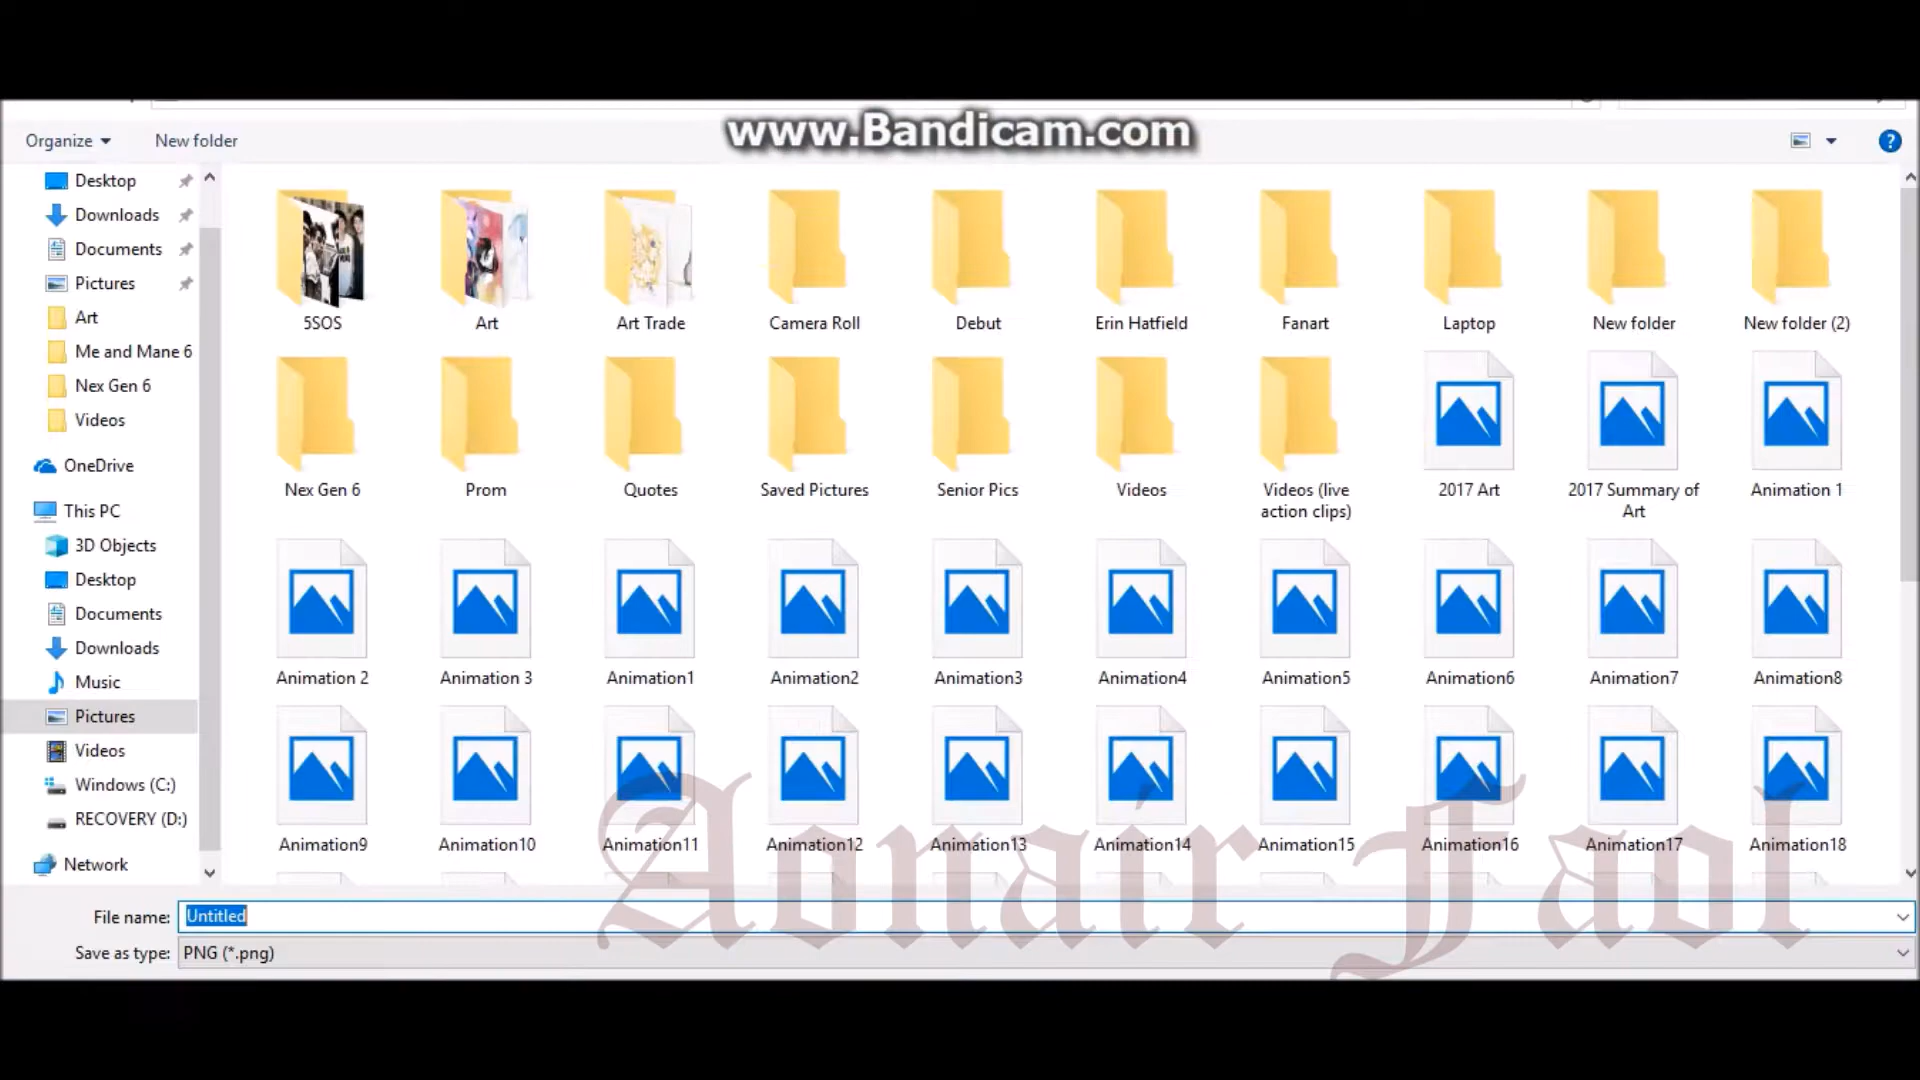 www.Bandicam.com
Organize
New folder
Desktop
Downloads
Documents
Pictures
Art
Me and Mane 6
Nex Gen 6
Videos
OneDrive
This PC
3D Objects
Desktop
Documents
Downloads
Music
Pictures
Videos
Windows (C:)
RECOVERY (D:)
Network
5SOS
Art
Art Trade
Camera Roll
Debut
Erin Hatfield
Fanart
Laptop
New folder
New folder (2)
Nex Gen 6
Prom
Quotes
Saved Pictures
Senior Pics
Videos
Videos (live
action clips)
2017 Art
2017 Summary of
Art
Animation 1
Animation 2
Animation 3
Animation1
Animation2
Animation3
Animation4
Animation5
Animation6
Animation7
Animation8
Animation9
Animation10
Animation11
Animation12
Animation13
Animation14
Animation15
Animation16
Animation17
Animation18
Aonair Faol
File name: Untitled
Save as type: PNG (*.png)